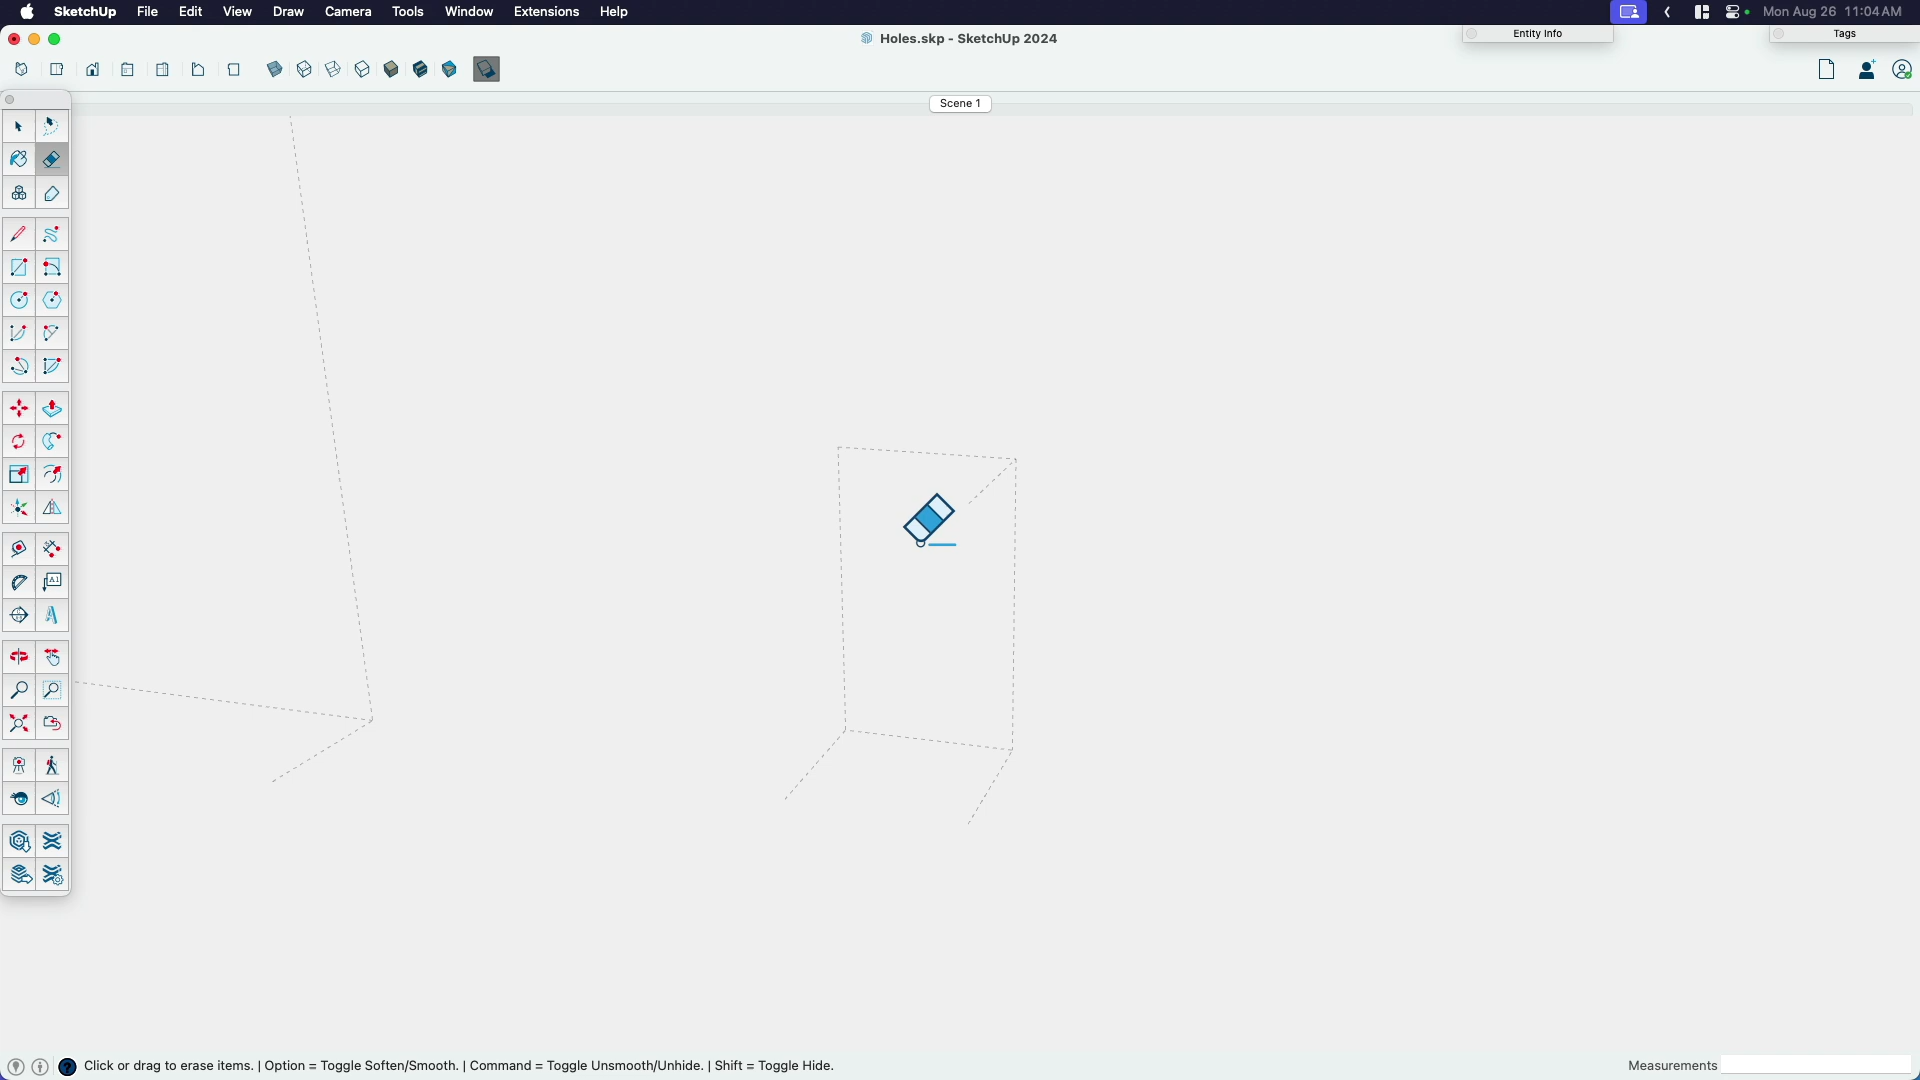 SketchUp File Edit View Draw Camera Tools Window Extensions Help
Mon Aug 26 11:04 AM
Holes.skp - SketchUp 2024
Entity Info
Tags
Scene 1
A1
Click or drag to erase items. | Option = Toggle Soften/Smooth. | Command = Toggle Unsmooth/Unhide. | Shift = Toggle Hide.
Measurements